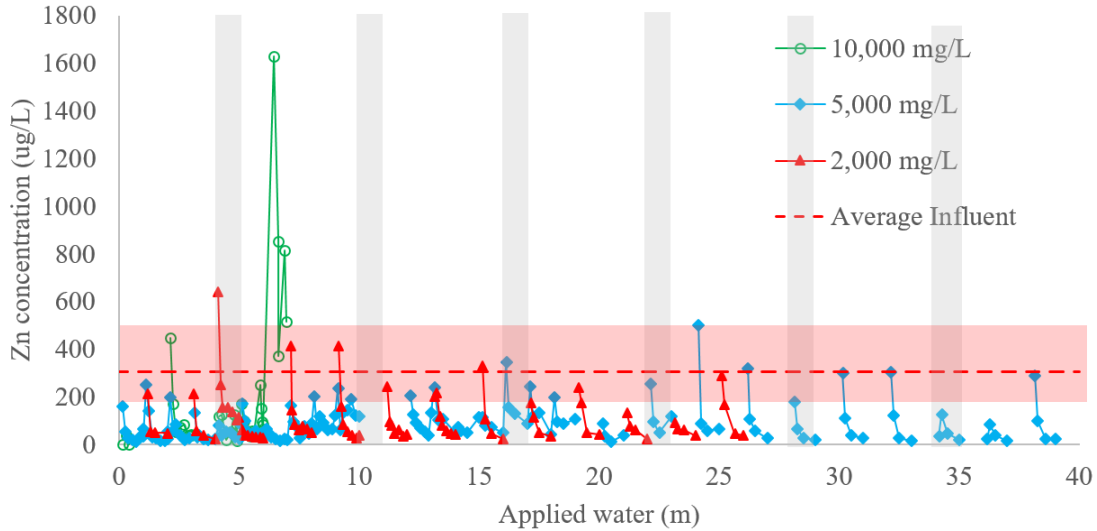 1800
1600
1400
1200
1000
800
600
400
200
0
Zn concentration (ug/L)
10,000 mg/L
5,000 mg/L
2,000 mg/L
Average Influent
0 5 10 15 20 25 30 35 40
Applied water (m)